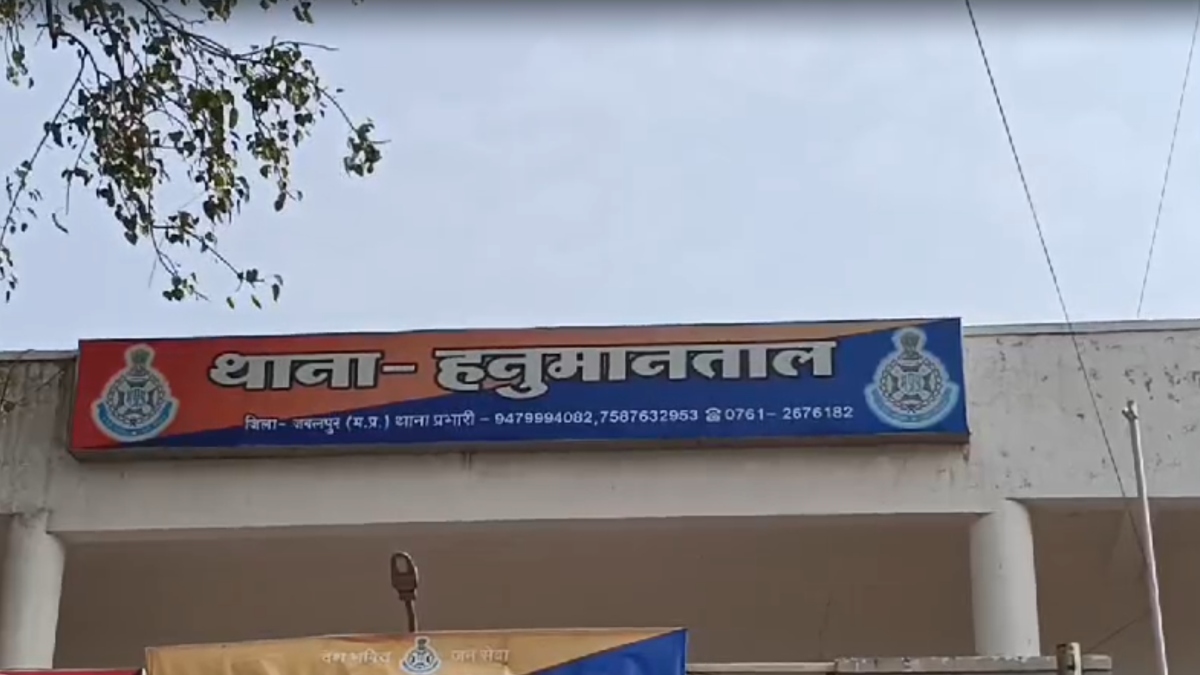 थाना- हनुमानताल
जिला- जबलपुर (म.प्र.) थाना प्रभारी - 9479994082,7587632953 ☎0761- 2676182
जन सेवा